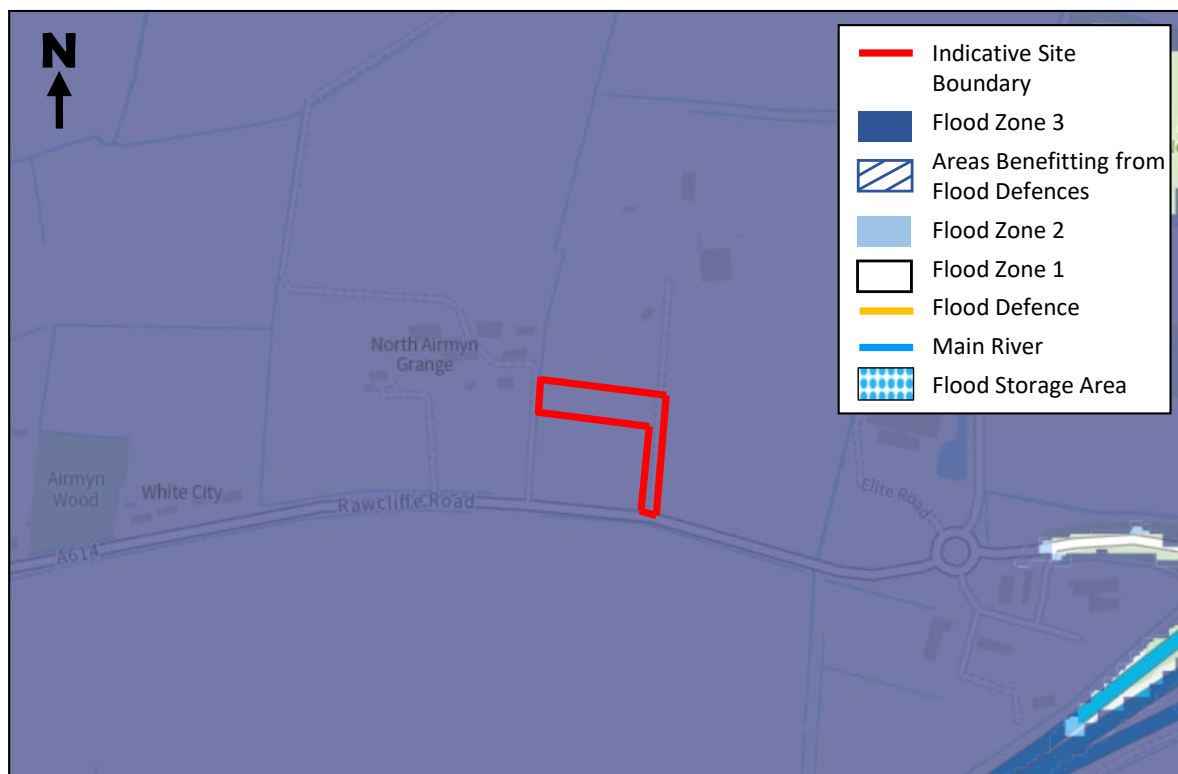 N
Indicative Site
Boundary
Flood Zone 3
Areas Benefitting from
Flood Defences
Flood Zone 2
Flood Zone 1
Flood Defence
Main River
Flood Storage Area
North Airmyn
Grange
Airmyn
Wood
White City
Rawcliffe Road
A614
Elite Road